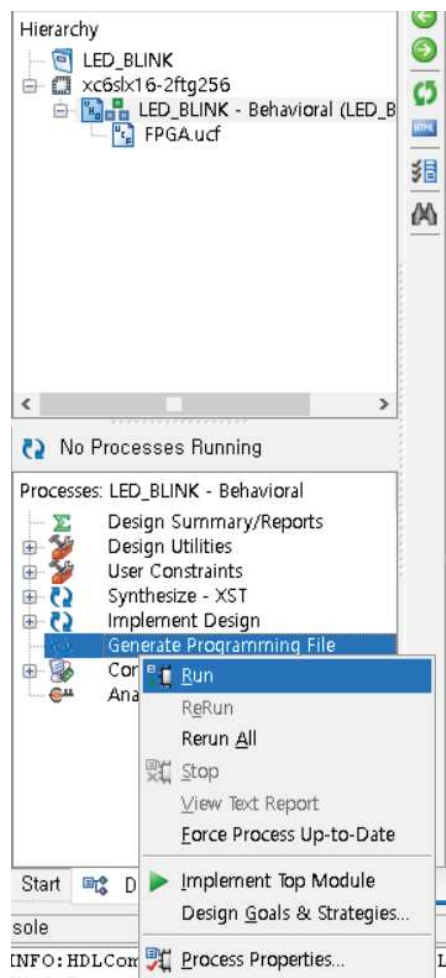 Hierarchy
LED_BLINK
xc6slx16-2ftg256
LED_BLINK - Behavioral (LED_B
FPGA.ucf
HTML
No Processes Running
Processes: LED_BLINK - Behavioral
Design Summary/Reports
Design Utilities
User Constraints
Synthesize - XST
Implement Design
Generate Programming File
Cor
Ana
Run
ReRun
Rerun All
Stop
View Text Report
Force Process Up-to-Date
Implement Top Module
Design Goals & Strategies...
Process Properties...
Start D
sole
INFO:HDLCom